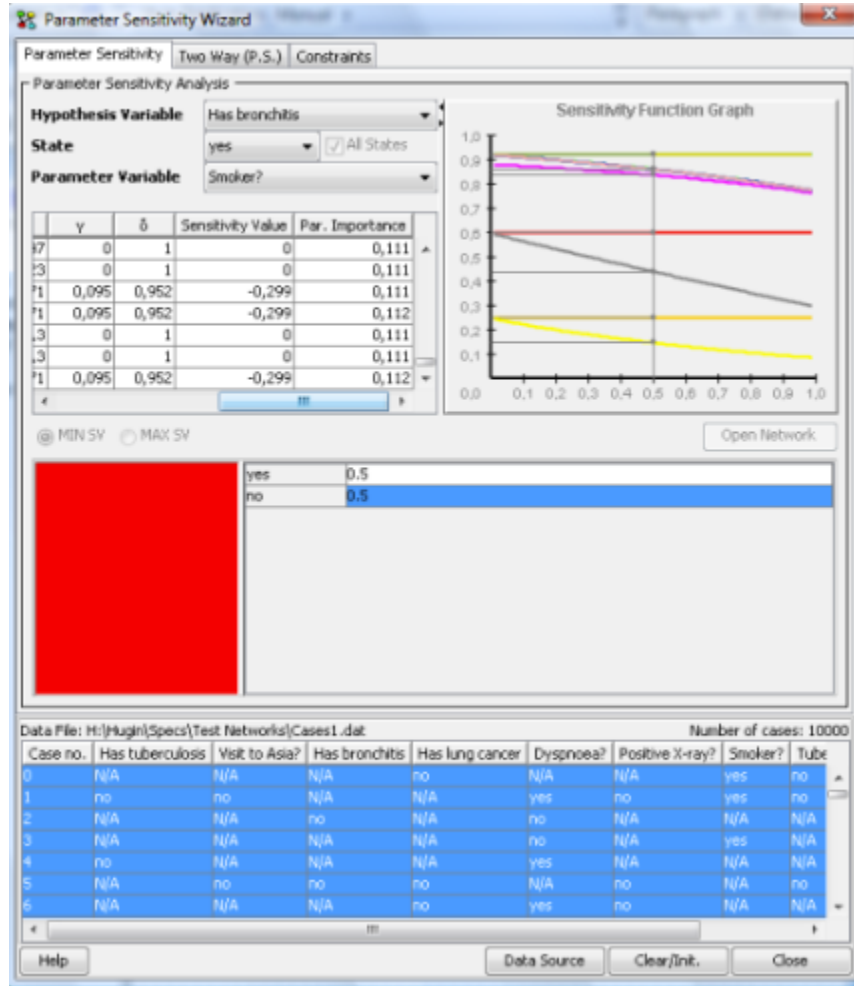 Parameter Sensitivity Wizard
Parameter Sensitivity Two Way (P.S.) Constraints
Parameter Sensitivity Analysis
Hypothesis Variable Has bronchitis
State yes All States
Parameter Variable Smoker?
γ δ Sensitivity Value Par. Importance
0 1 0 0,111
0 1 0 0,111
0,095 0,952 -0,299 0,111
0,095 0,952 -0,299 0,112
0 1 0 0,111
0 1 0 0,111
0,095 0,952 -0,299 0,112
Sensitivity Function Graph
1,0
0,9
0,8
0,7
0,6
0,5
0,4
0,3
0,2
0,1
0,0 0,1 0,2 0,3 0,4 0,5 0,6 0,7 0,8 0,9 1,0
MIN SV MAX SV Open Network
yes 0.5
no 0.5
Data File: H:\Hugin\Specs\Test Networks\Cases1.dat Number of cases: 10000
Case no. Has tuberculosis Visit to Asia? Has bronchitis Has lung cancer Dyspnoea? Positive X-ray? Smoker? Tube
0 N/A N/A N/A no N/A N/A yes no
1 no no N/A N/A yes no yes no
2 N/A N/A no N/A no N/A N/A N/A
3 N/A N/A N/A N/A no N/A yes N/A
4 no N/A N/A N/A yes N/A N/A N/A
5 N/A no no no N/A no N/A no
6 N/A N/A N/A no yes no N/A N/A
Help Data Source Clear/Init. Close